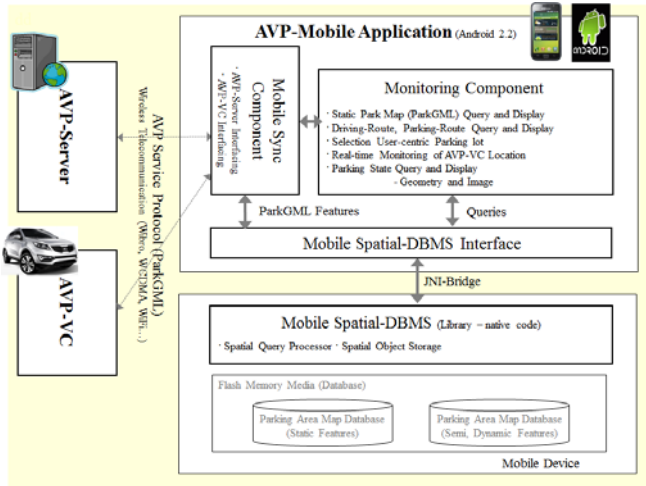 AVP-Mobile Application (Android 2.2)
ANDROID
AVP-Server
AVP-VC
AVP Service Protocol (ParkGML)
Wireless Telecommunication (Wibro, WCDMA, WiFi...)
Mobile Sync
Component
· AVP-Server Interfacing
· AVP-VC Interfacing
Monitoring Component
· Static Park Map (ParkGML) Query and Display
· Driving-Route, Parking-Route Query and Display
· Selection User-centric Parking lot
· Real-time Monitoring of AVP-VC Location
· Parking State Query and Display
- Geometry and Image
ParkGML Features
Queries
Mobile Spatial-DBMS Interface
JNI-Bridge
Mobile Spatial-DBMS (Library – native code)
· Spatial Query Processor · Spatial Object Storage
Flash Memory Media (Database)
Parking Area Map Database
(Static Features)
Parking Area Map Database
(Semi, Dynamic Features)
Mobile Device